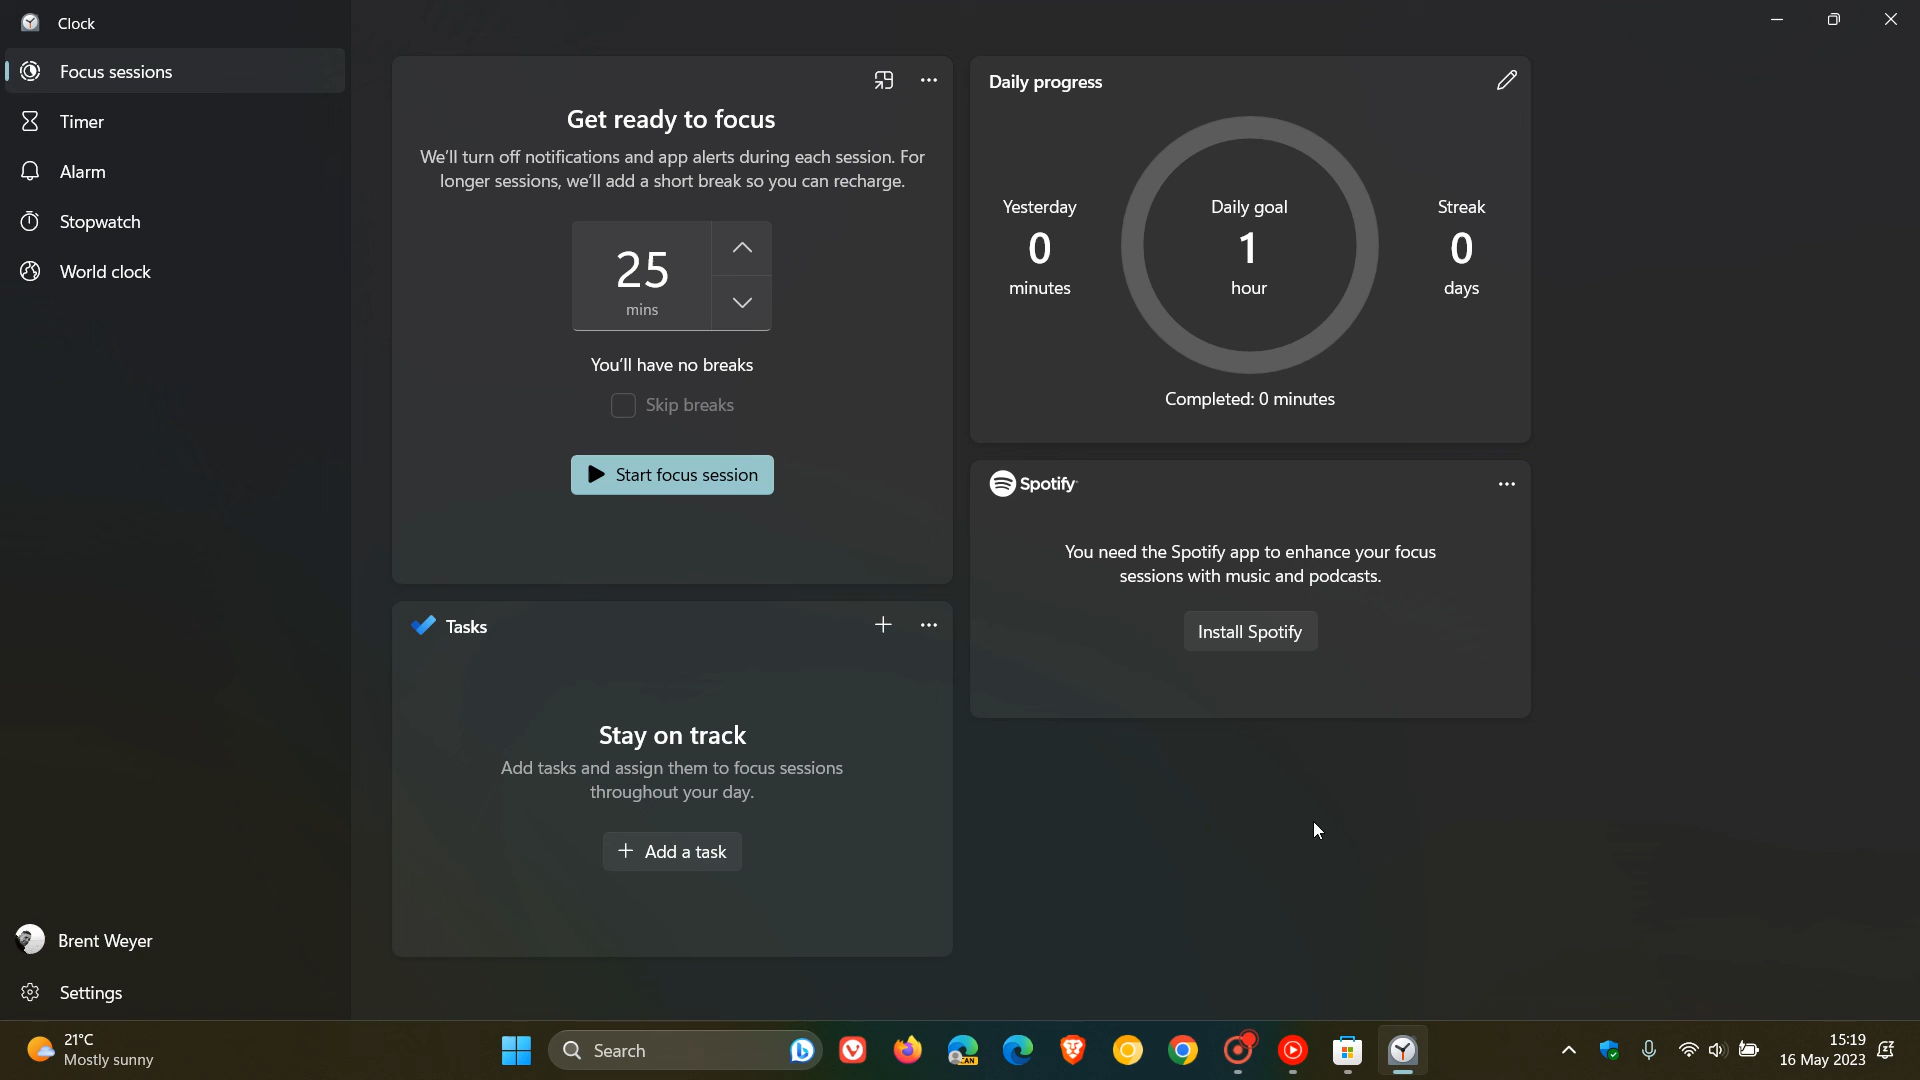 Clock
Focus sessions
Timer
Alarm
Stopwatch
World clock
Brent Weyer
Settings
Get ready to focus
We'll turn off notifications and app alerts during each session. For
longer sessions, we'll add a short break so you can recharge.
25
mins
You'll have no breaks
Skip breaks
Start focus session
Tasks
Stay on track
Add tasks and assign them to focus sessions
throughout your day.
Add a task
Daily progress
Yesterday
0
minutes
Daily goal
1
hour
Streak
0
days
Completed: 0 minutes
Spotify
You need the Spotify app to enhance your focus
sessions with music and podcasts.
Install Spotify
21°C
Mostly sunny
Search
CAN
15:19
16 May 2023